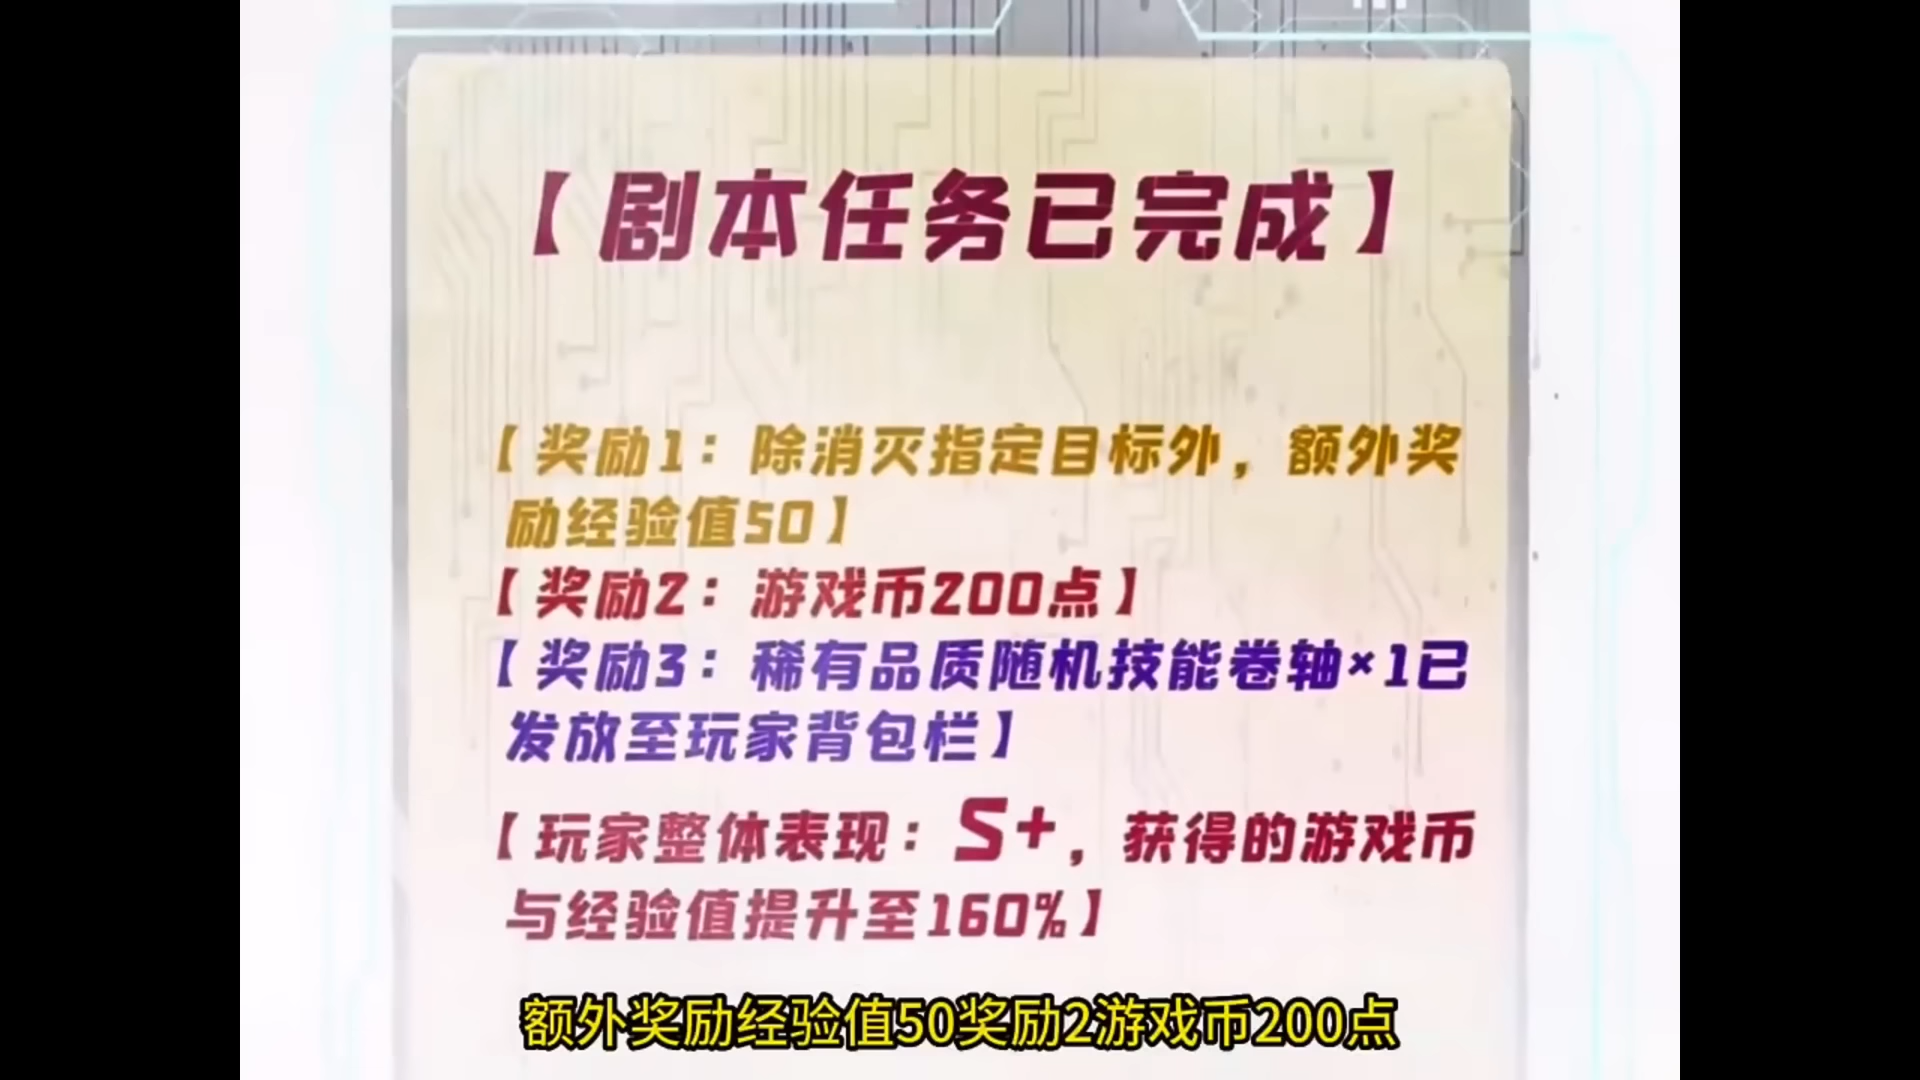 【剧本任务已完成】
【奖励1：除消灭指定目标外，额外奖
励经验值50】
【奖励2：游戏币200点】
【奖励3：稀有品质随机技能卷轴×1已
发放至玩家背包栏】
【玩家整体表现：S+，获得的游戏币
与经验值提升至160%】
额外奖励经验值50奖励2游戏币200点